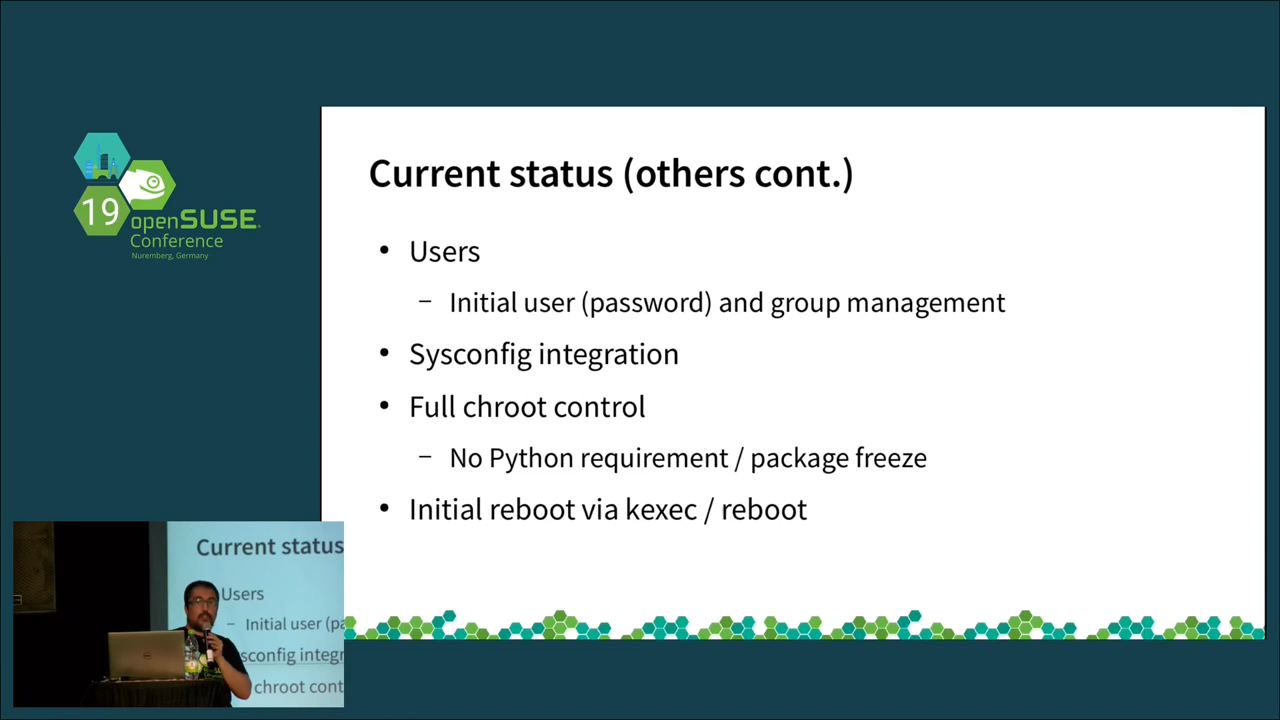 19
openSUSE
Conference
Nuremberg, Germany
Current status (others cont.)
• Users
– Initial user (password) and group management
• Sysconfig integration
• Full chroot control
– No Python requirement / package freeze
• Initial reboot via kexec / reboot
Current status
Users
– Initial user (pa
sconfig integr
chroot cont